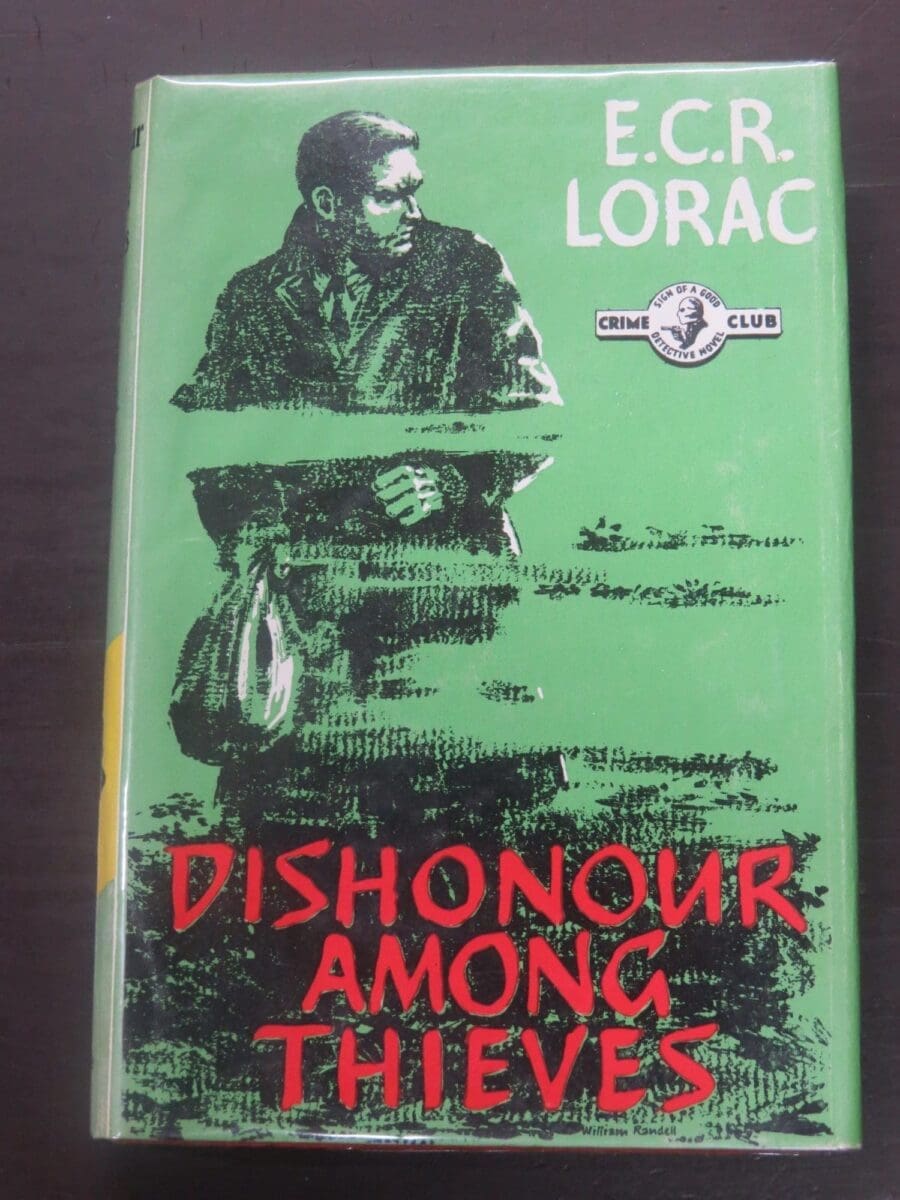 E.C.R.
LORAC
SIGN OF A GOOD
CRIME CLUB
DETECTIVE NOVEL
DISHONOUR
AMONG
THIEVES
William Randell